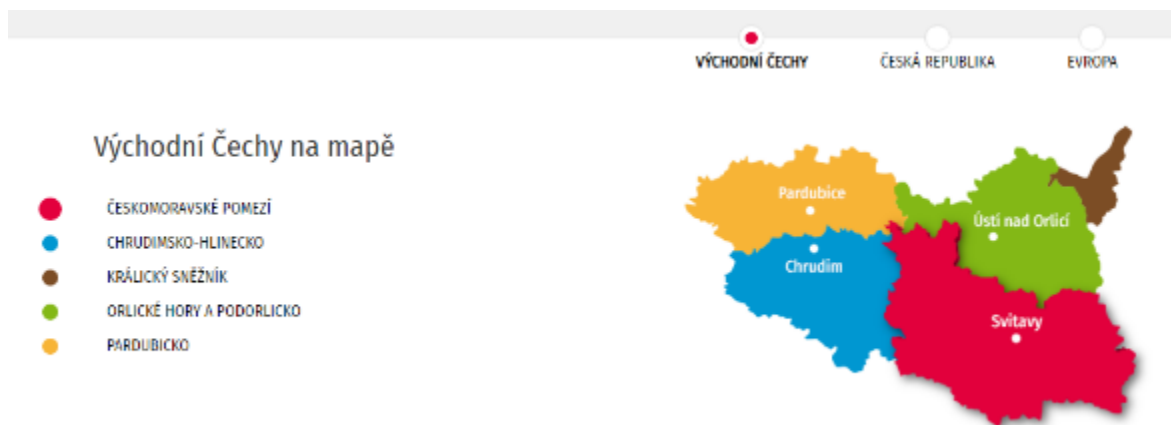 VÝCHODNÍ ČECHY
ČESKÁ REPUBLIKA
EVROPA
Východní Čechy na mapě
ČESKOMORAVSKÉ POMEZÍ
CHRUDIMSKO-HLINECKO
KRÁLICKÝ SNĚŽNÍK
ORLICKÉ HORY A PODORLICKO
PARDUBICKO
Pardubice
Ústí nad Orlicí
Chrudim
Svitavy